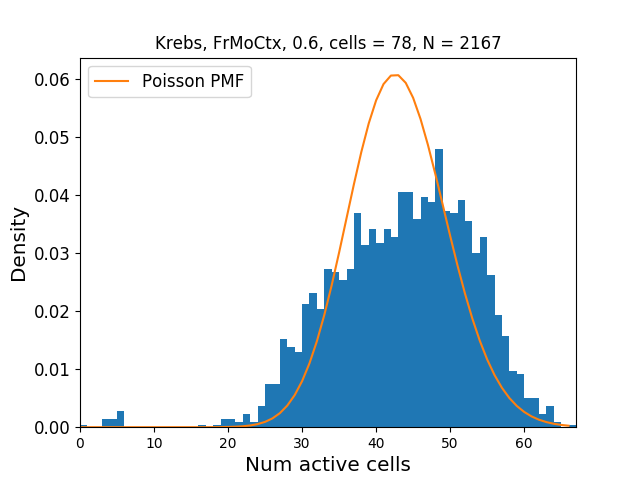 Krebs, FrMoCtx, 0.6, cells = 78, N = 2167
Poisson PMF
0.06
0.05
0.04
0.03
0.02
0.01
0.00
Density
0 10 20 30 40 50 60
Num active cells